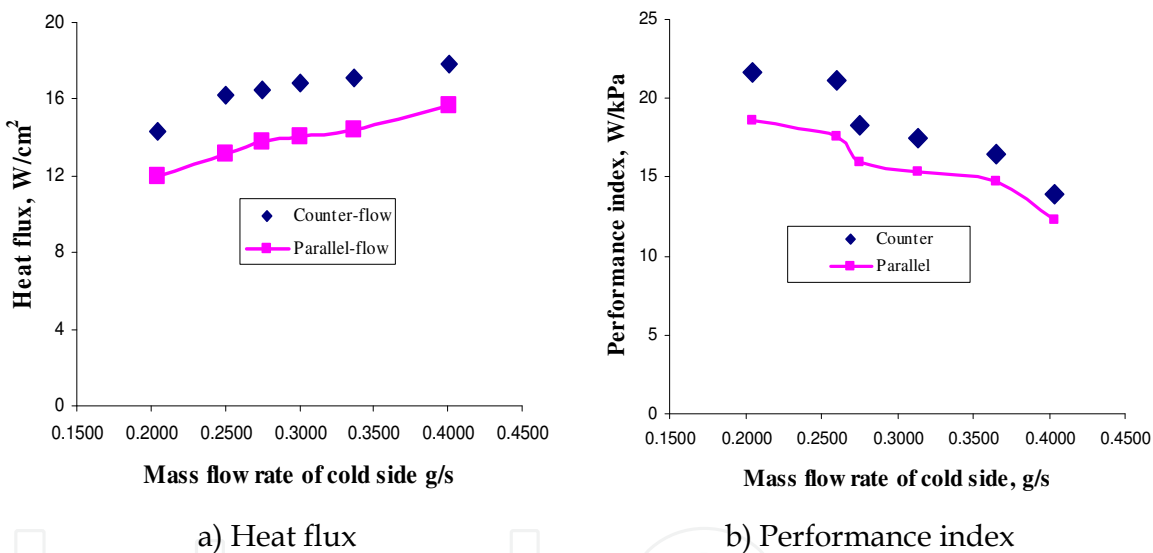 20
16
12
8
4
0
Heat flux, W/cm²
Counter-flow
Parallel-flow
0.1500 0.2000 0.2500 0.3000 0.3500 0.4000 0.4500
Mass flow rate of cold side g/s
a) Heat flux
25
20
15
10
5
0
Performance index, W/kPa
Counter
Parallel
0.1500 0.2000 0.2500 0.3000 0.3500 0.4000 0.4500
Mass flow rate of cold side, g/s
b) Performance index